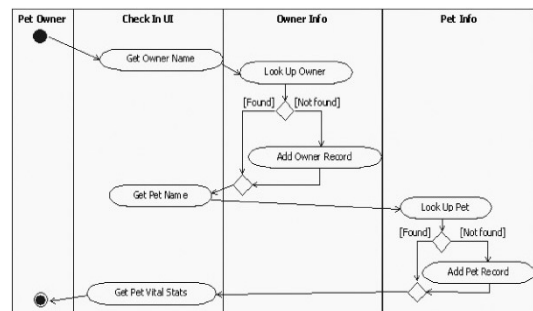 Pet Owner
Check In UI
Owner Info
Pet Info
Get Owner Name
Look Up Owner
[Found]
[Not found]
Add Owner Record
Get Pet Name
Look Up Pet
[Found]
[Not found]
Add Pet Record
Get Pet Vital Stats